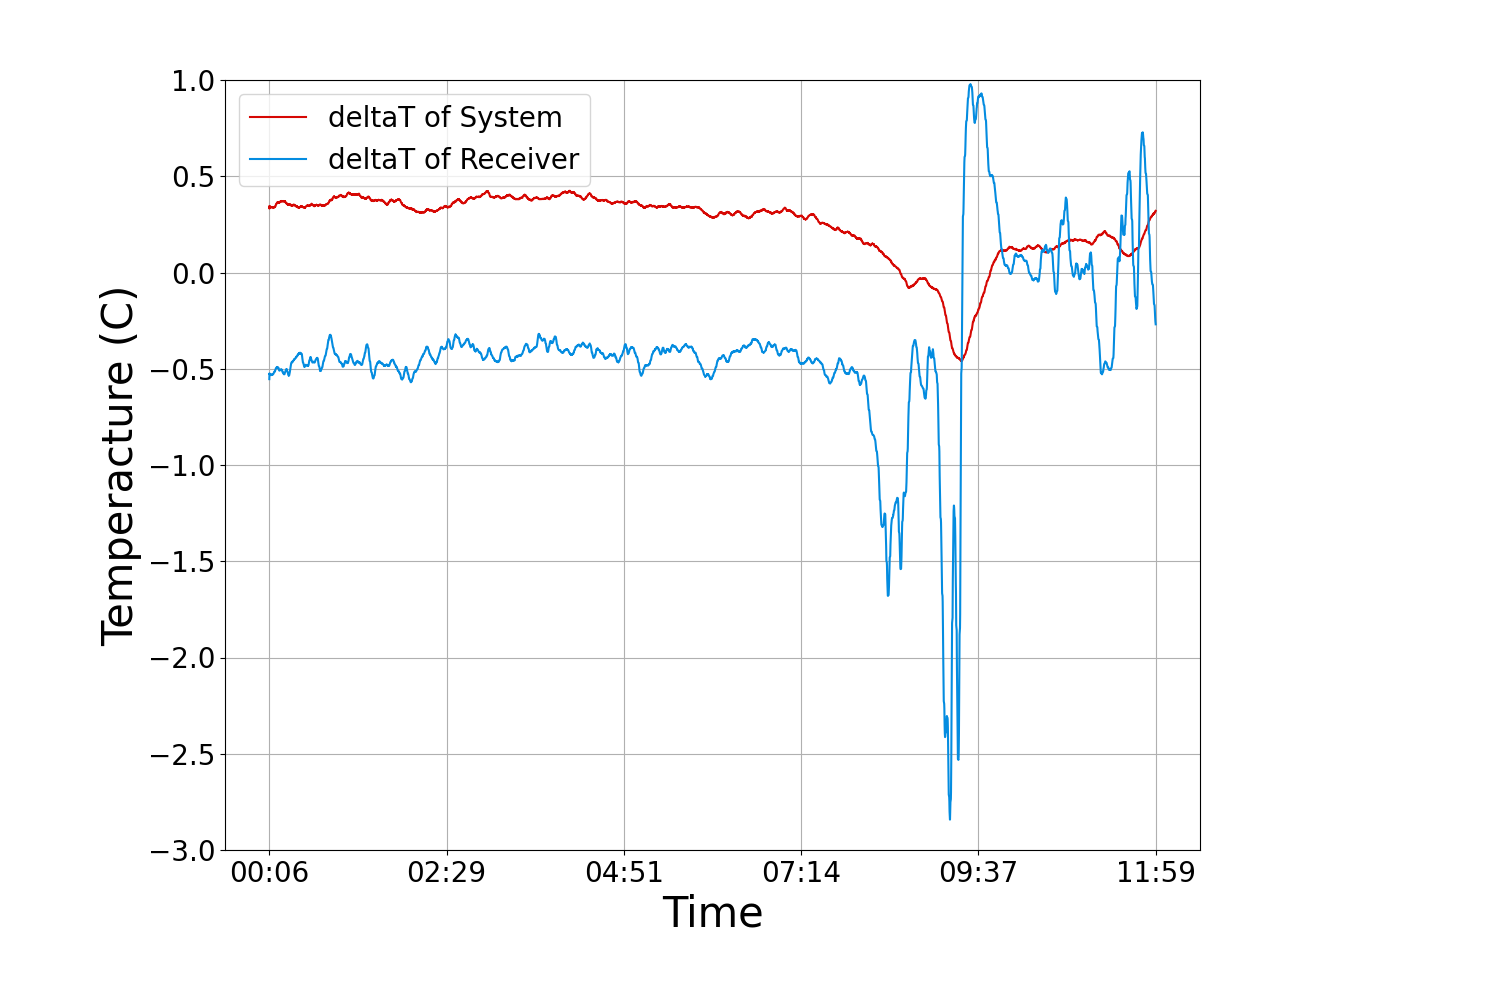 1.0
0.5
0.0
−0.5
−1.0
−1.5
−2.0
−2.5
−3.0
Temperacture (C)
deltaT of System
deltaT of Receiver
00:06 02:29 04:51 07:14 09:37 11:59
Time